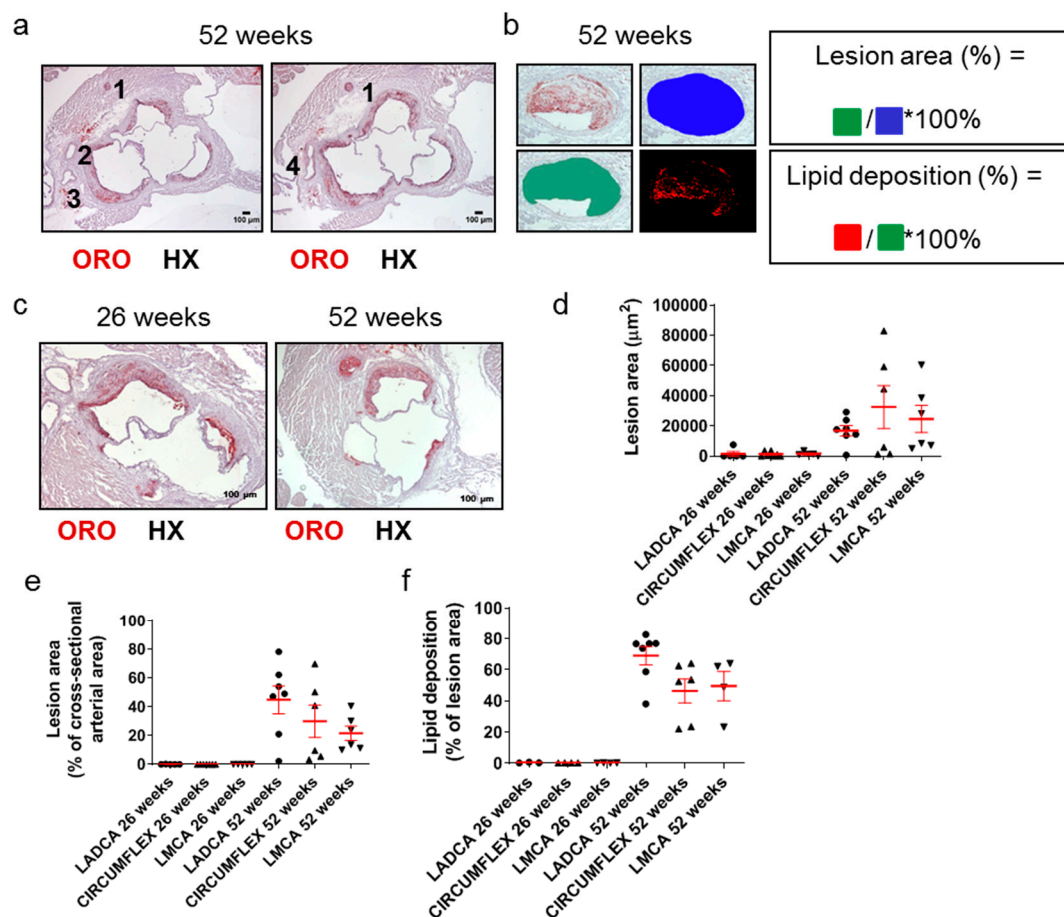 a
52 weeks
1
2
3
100 µm
1
4
100 µm
ORO HX
ORO HX
b
52 weeks
Lesion area (%) =
/ *100%
Lipid deposition (%) =
/ *100%
c
26 weeks
52 weeks
100 µm
100 µm
ORO HX
ORO HX
d
Lesion area (µm²)
100000
80000
60000
40000
20000
0
LADCA 26 weeks
CIRCUMFLEX 26 weeks
LMCA 26 weeks
LADCA 52 weeks
CIRCUMFLEX 52 weeks
LMCA 52 weeks
e
Lesion area
(% of cross-sectional
arterial area)
100
80
60
40
20
0
LADCA 26 weeks
CIRCUMFLEX 26 weeks
LMCA 26 weeks
LADCA 52 weeks
CIRCUMFLEX 52 weeks
LMCA 52 weeks
f
Lipid deposition
(% of lesion area)
100
80
60
40
20
0
LADCA 26 weeks
CIRCUMFLEX 26 weeks
LMCA 26 weeks
LADCA 52 weeks
CIRCUMFLEX 52 weeks
LMCA 52 weeks